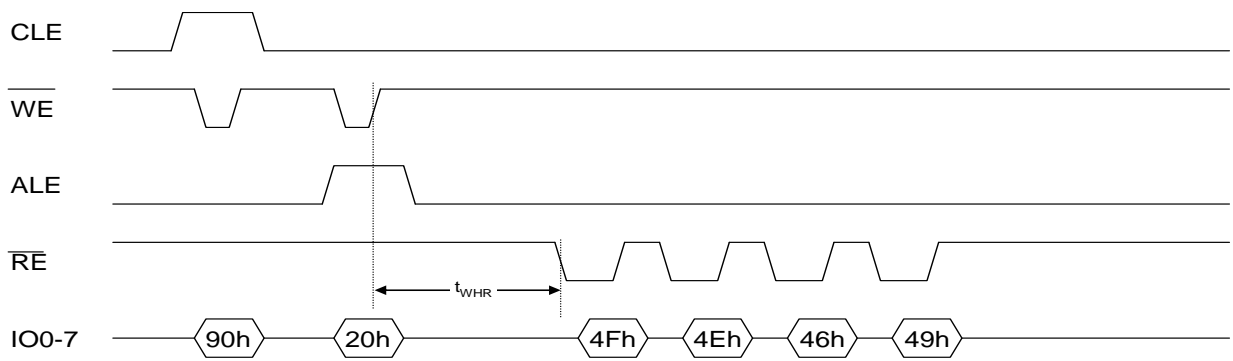 CLE
WE
ALE
RE
tWHR
IO0-7 90h 20h 4Fh 4Eh 46h 49h